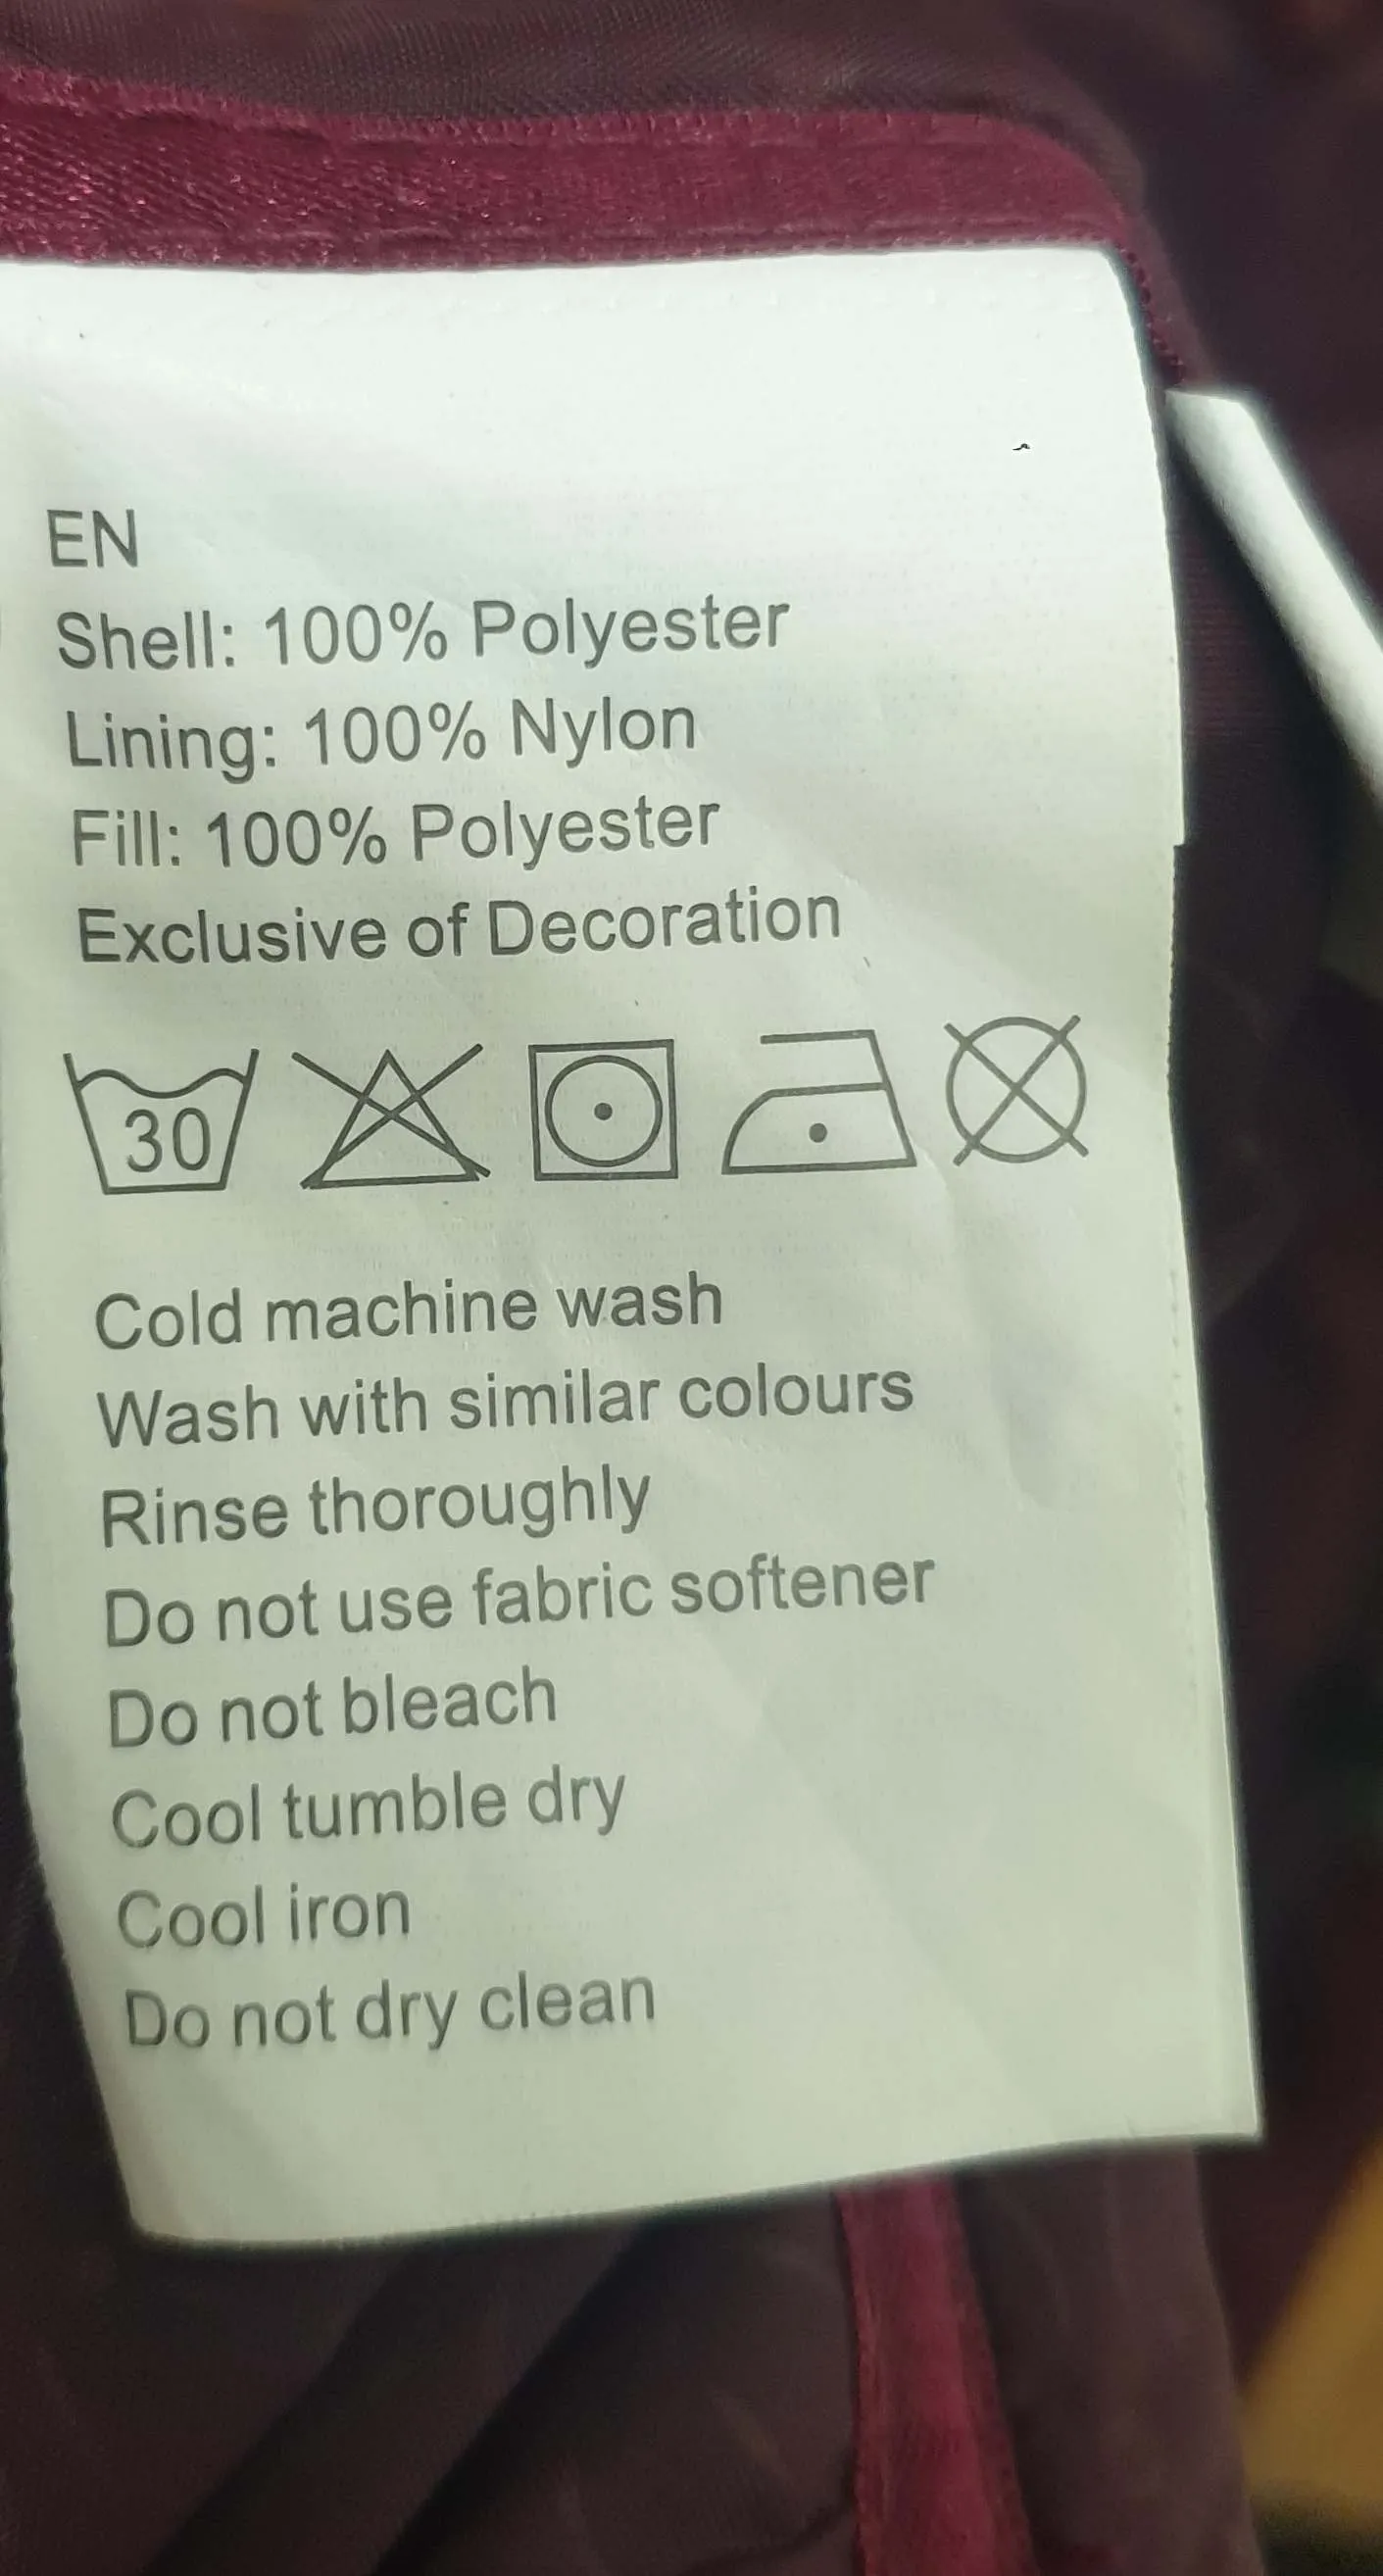 EN
Shell: 100% Polyester
Lining: 100% Nylon
Fill: 100% Polyester
Exclusive of Decoration
30
Cold machine wash
Wash with similar colours
Rinse thoroughly
Do not use fabric softener
Do not bleach
Cool tumble dry
Cool iron
Do not dry clean